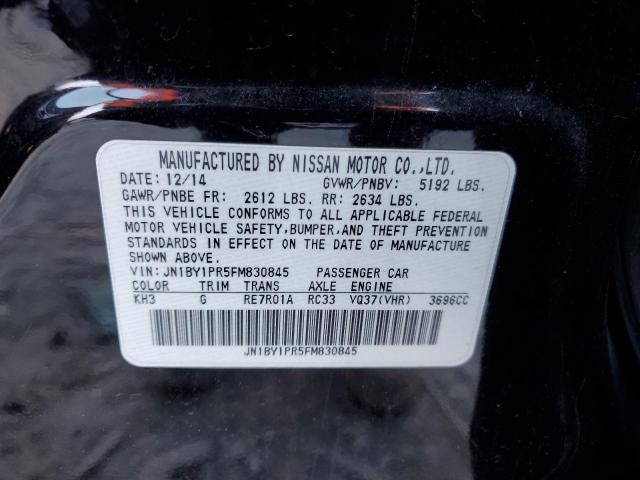 MANUFACTURED BY NISSAN MOTOR CO.,LTD.
DATE: 12/14 GVWR/PNBV: 5192 LBS.
GAWR/PNBE FR: 2612 LBS. RR: 2634 LBS.
THIS VEHICLE CONFORMS TO ALL APPLICABLE FEDERAL
MOTOR VEHICLE SAFETY,BUMPER,AND THEFT PREVENTION
STANDARDS IN EFFECT ON THE DATE OF MANUFACTURE
SHOWN ABOVE.
VIN: JN1BY1PR5FM830845 PASSENGER CAR
COLOR TRIM TRANS AXLE ENGINE
KH3 G RE7R01A RC33 VQ37(VHR) 3696CC
JN1BY1PR5FM830845